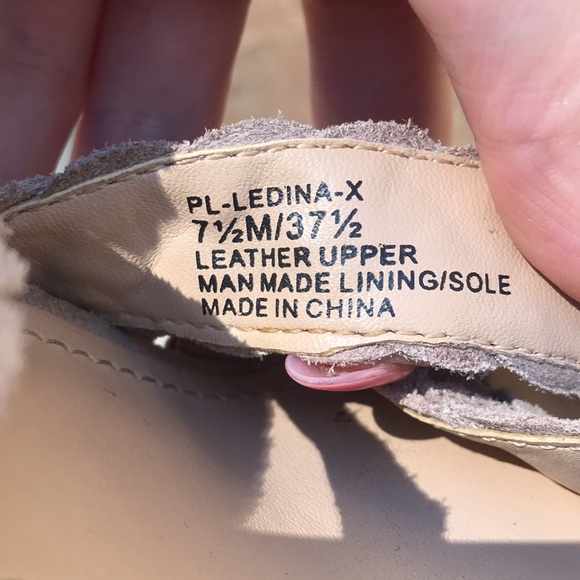 PL-LEDINA-X
7½M/37½
LEATHER UPPER
MAN MADE LINING/SOLE
MADE IN CHINA